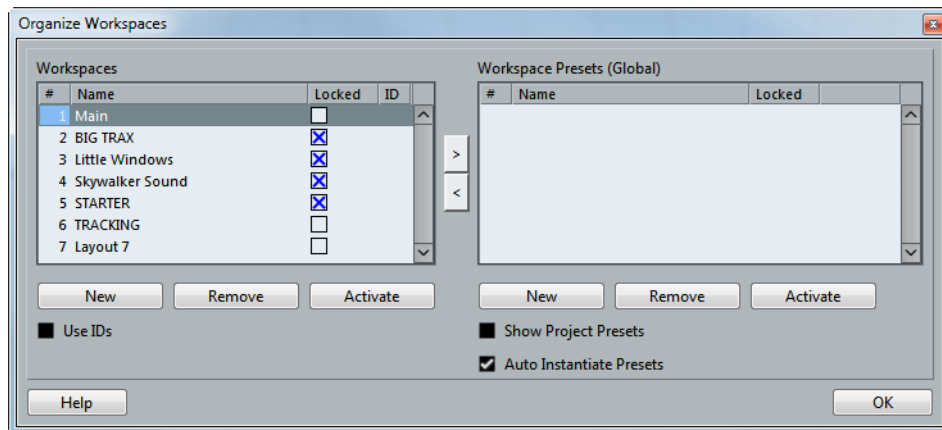 Organize Workspaces
Workspaces
# Name Locked ID
1 Main
2 BIG TRAX
3 Little Windows
4 Skywalker Sound
5 STARTER
6 TRACKING
7 Layout 7
New Remove Activate
Use IDs
>
<
Workspace Presets (Global)
# Name Locked
New Remove Activate
Show Project Presets
Auto Instantiate Presets
Help OK